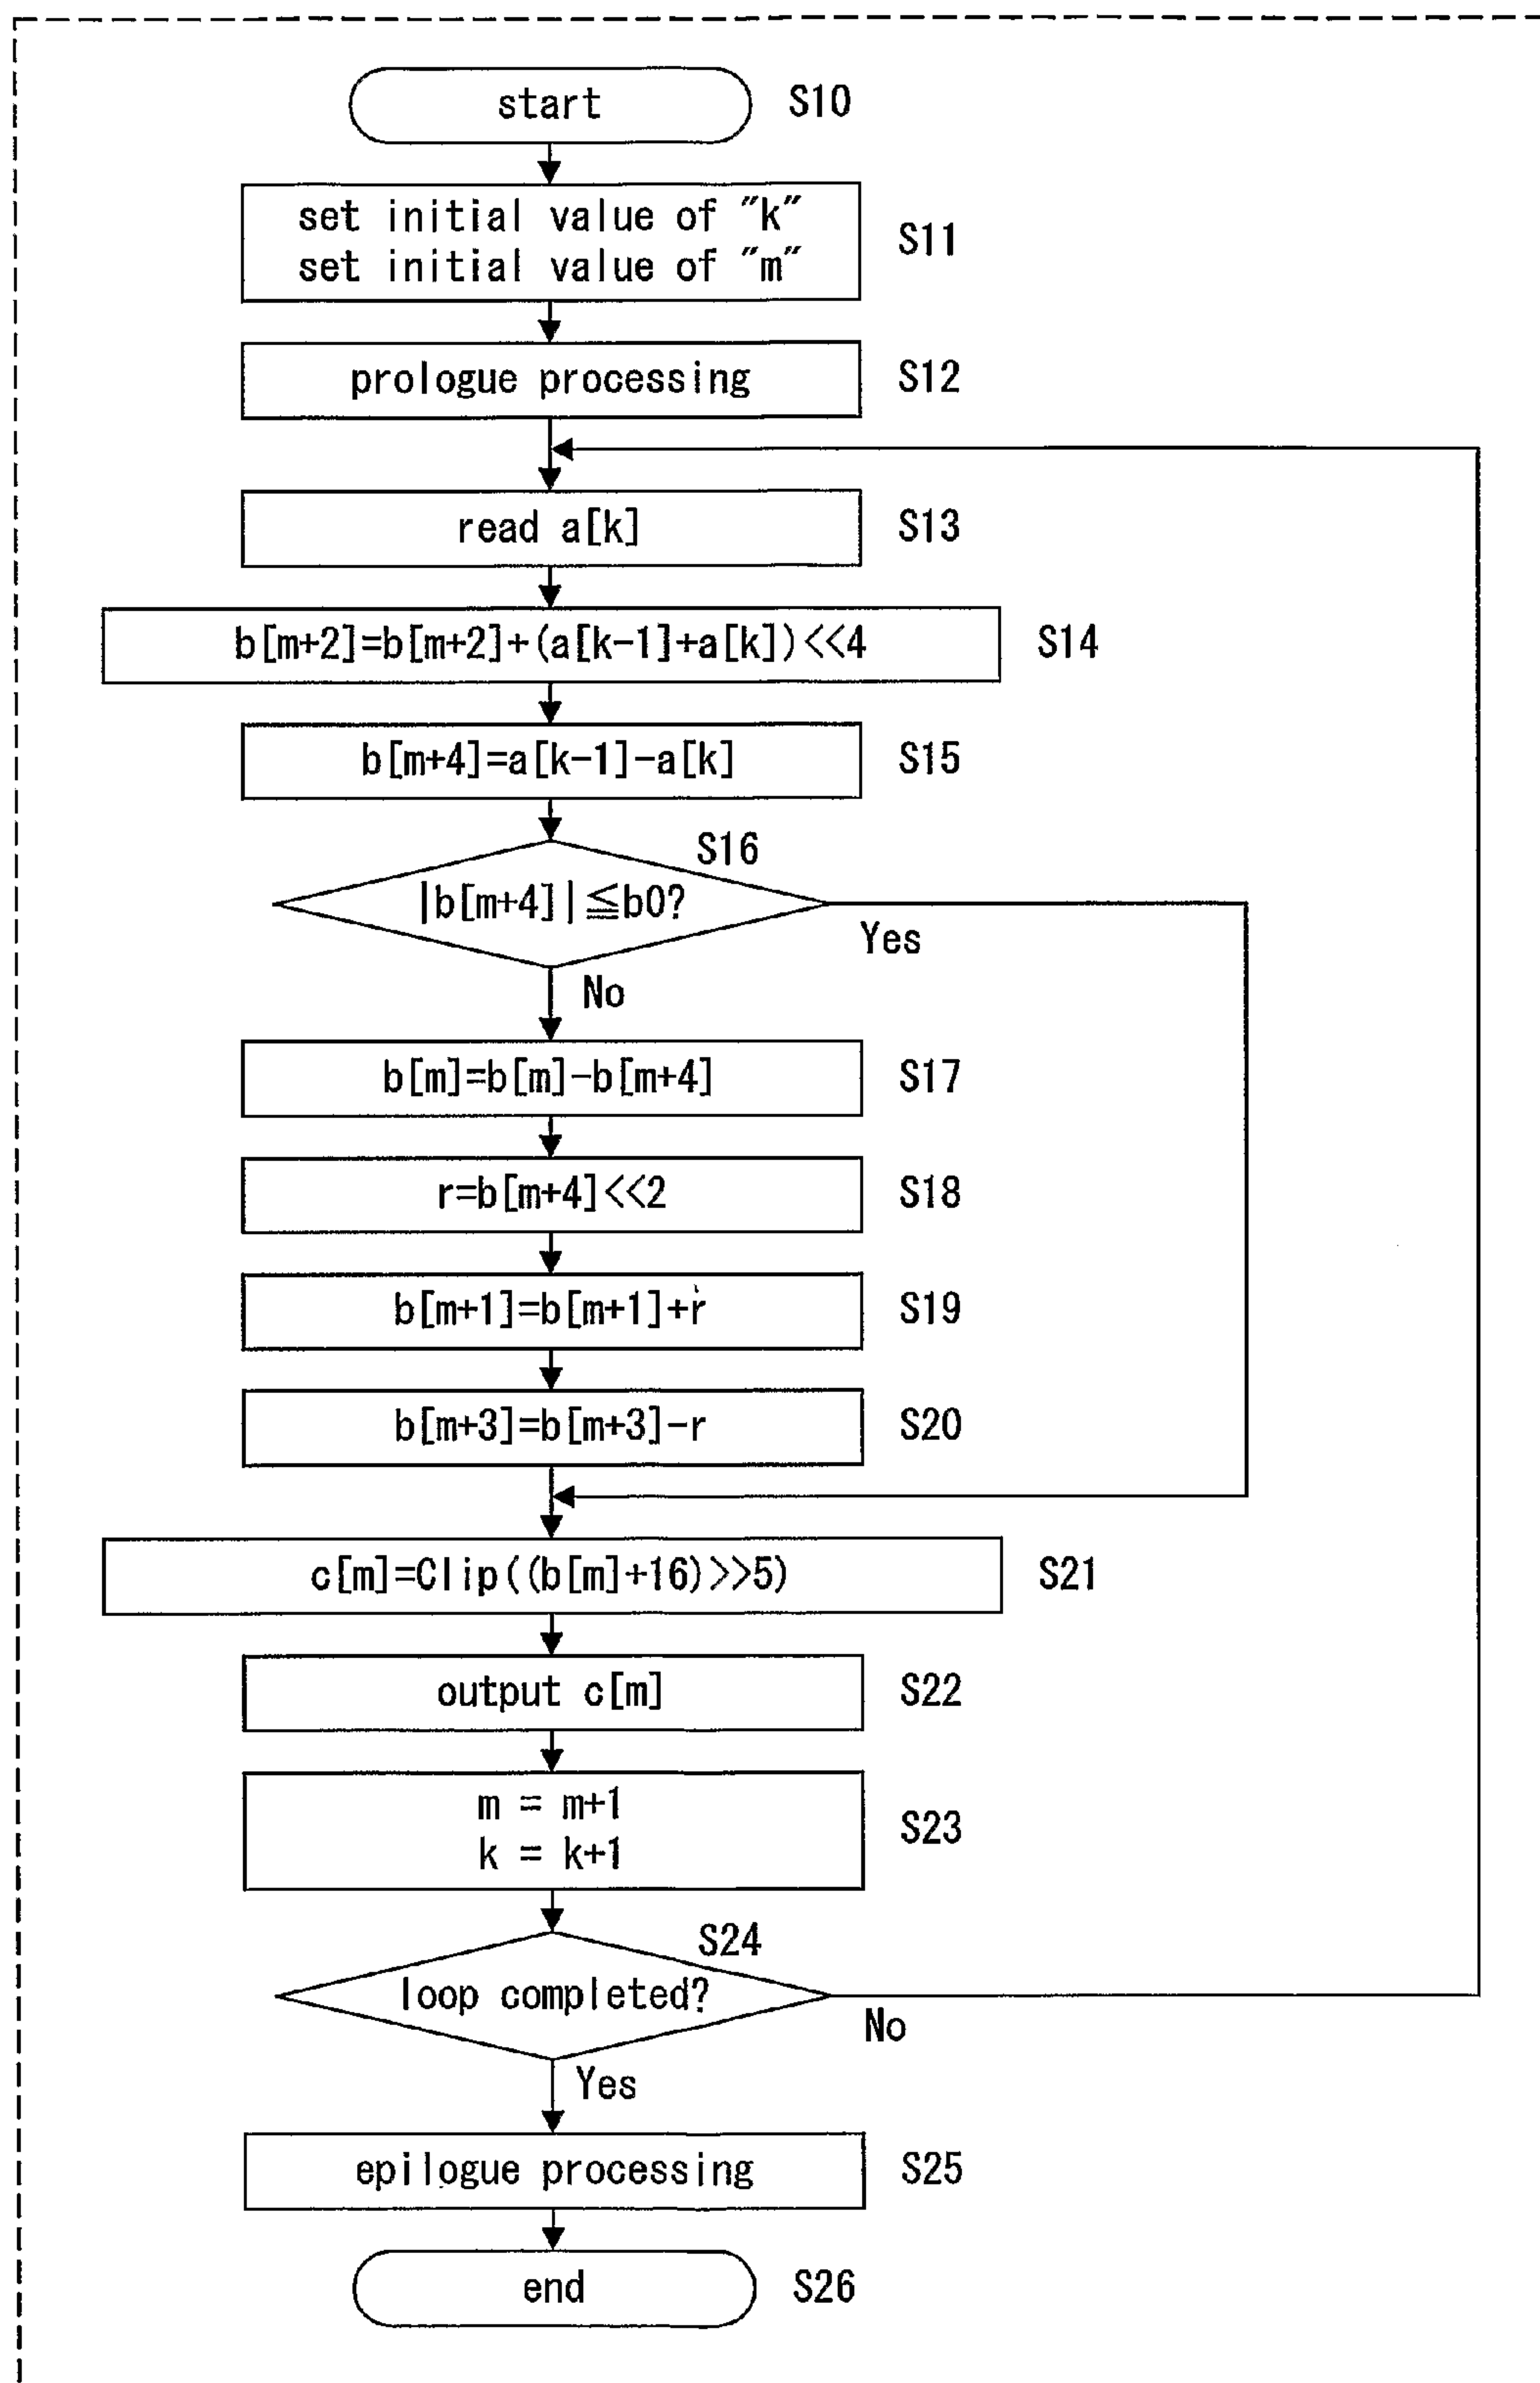 start S10
set initial value of "k"
set initial value of "m"
S11
prologue processing S12
read a[k] S13
b[m+2]=b[m+2]+(a[k-1]+a[k])<<4 S14
b[m+4]=a[k-1]-a[k] S15
S16
|b[m+4]|≦b0?
Yes
No
b[m]=b[m]-b[m+4] S17
r=b[m+4]<<2 S18
b[m+1]=b[m+1]+r S19
b[m+3]=b[m+3]-r S20
c[m]=Clip((b[m]+16)>>5) S21
output c[m] S22
m = m+1
k = k+1
S23
S24
loop completed?
No
Yes
epilogue processing S25
end S26